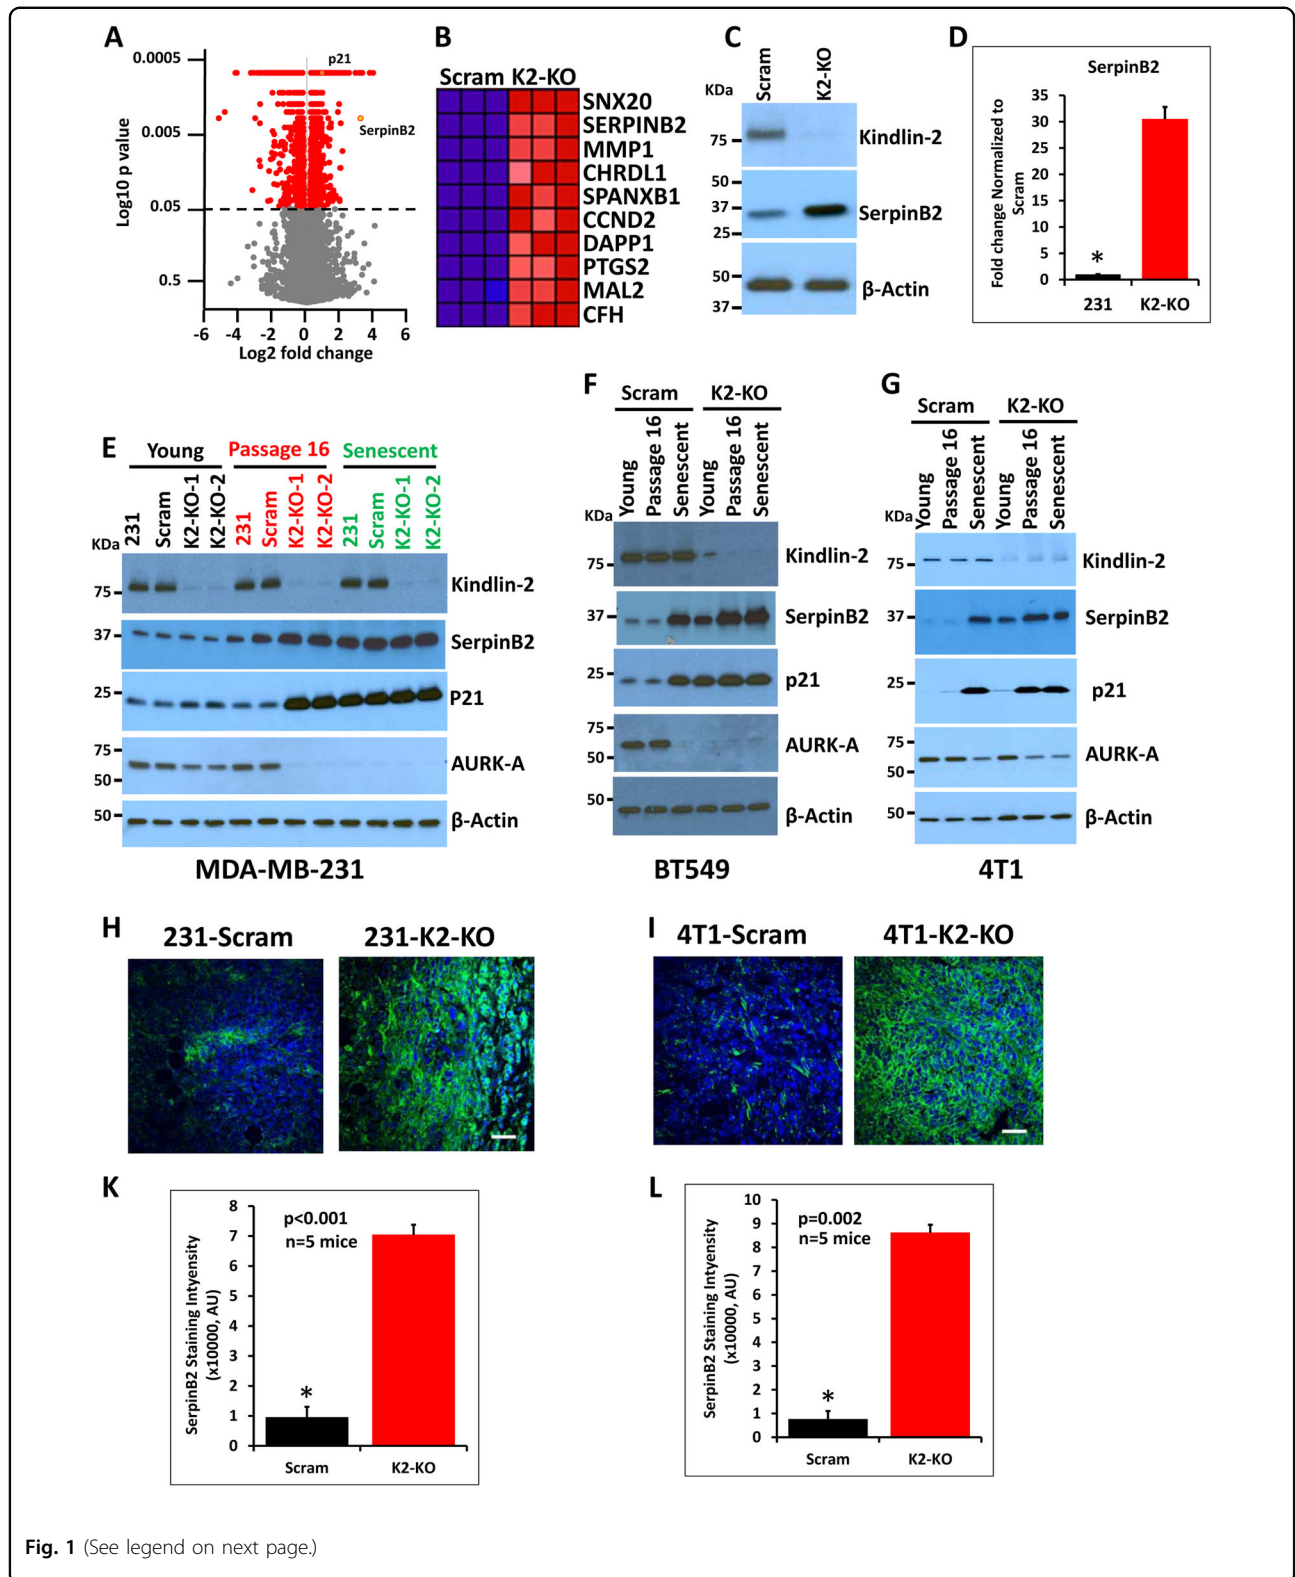 A
0.0005
p21
SerpinB2
0.005
0.05
0.5
Log10 p value
-6 -4 -2 0 2 4 6
Log2 fold change
B
Scram K2-KO
SNX20
SERPINB2
MMP1
CHRDL1
SPANXB1
CCND2
DAPP1
PTGS2
MAL2
CFH
C
Scram
K2-KO
KDa
75
Kindlin-2
50
37
25
SerpinB2
50
37
β-Actin
D
SerpinB2
Fold change Normalized to
Scram
35
30
25
20
15
10
5
0
*
231 K2-KO
E
Young Passage 16 Senescent
231 Scram K2-KO-1 K2-KO-2 231 Scram K2-KO-1 K2-KO-2 231 Scram K2-KO-1 K2-KO-2
KDa
75
Kindlin-2
37
SerpinB2
25
P21
75
50
AURK-A
50
β-Actin
MDA-MB-231
F
Scram K2-KO
Young Passage 16 Senescent Young Passage 16 Senescent
KDa
75
Kindlin-2
37
SerpinB2
25
p21
75
50
AURK-A
50
β-Actin
BT549
G
Scram K2-KO
Young Passage 16 Senescent Young Passage 16 Senescent
KDa
75
Kindlin-2
37
SerpinB2
25
p21
75
50
AURK-A
50
β-Actin
4T1
H
231-Scram 231-K2-KO
I
4T1-Scram 4T1-K2-KO
K
SerpinB2 Staining Intyensity
(x10000, AU)
8
7
6
5
4
3
2
1
0
p<0.001
n=5 mice
*
Scram K2-KO
L
SerpinB2 Staining Intyensity
(x10000, AU)
10
9
8
7
6
5
4
3
2
1
0
p=0.002
n=5 mice
*
Scram K2-KO
Fig. 1 (See legend on next page.)